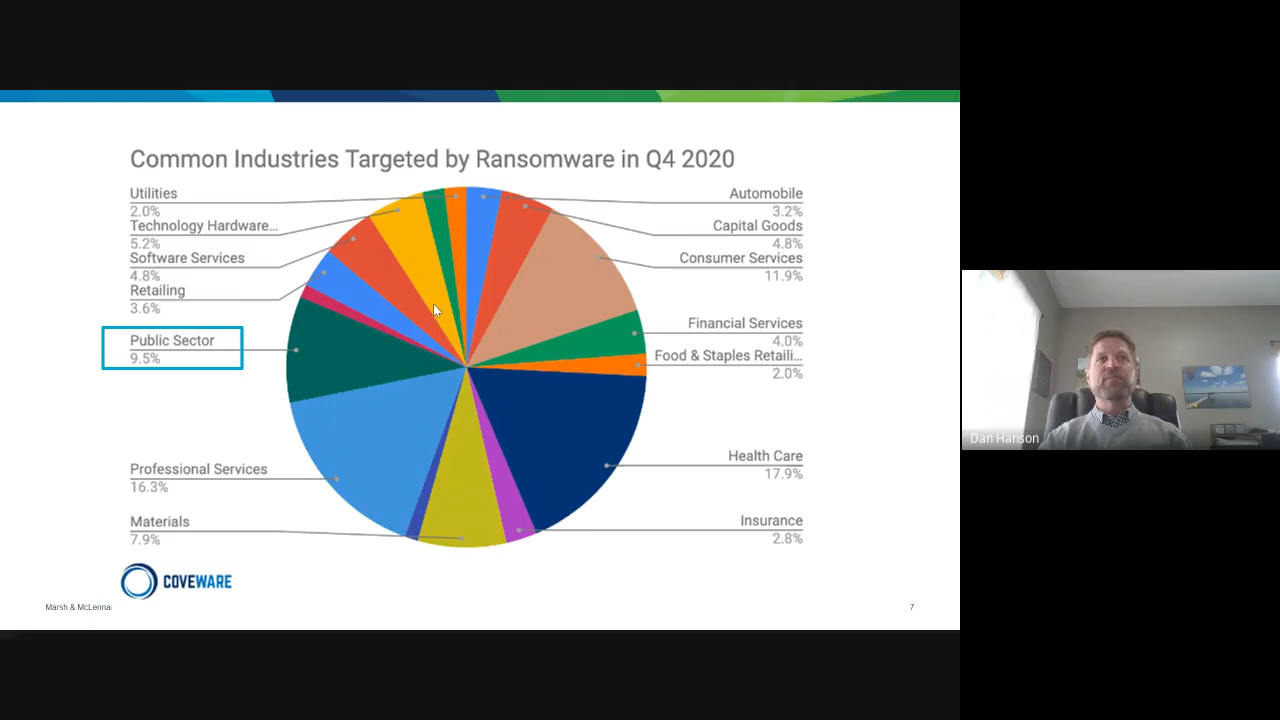 Common Industries Targeted by Ransomware in Q4 2020
Utilities
2.0%
Technology Hardware...
5.2%
Software Services
4.8%
Retailing
3.6%
Public Sector
9.5%
Professional Services
16.3%
Materials
7.9%
Automobile
3.2%
Capital Goods
4.8%
Consumer Services
11.9%
Financial Services
4.0%
Food & Staples Retaili...
2.0%
Health Care
17.9%
Insurance
2.8%
COVEWARE
Marsh & McLenna
7
Dan Hanson